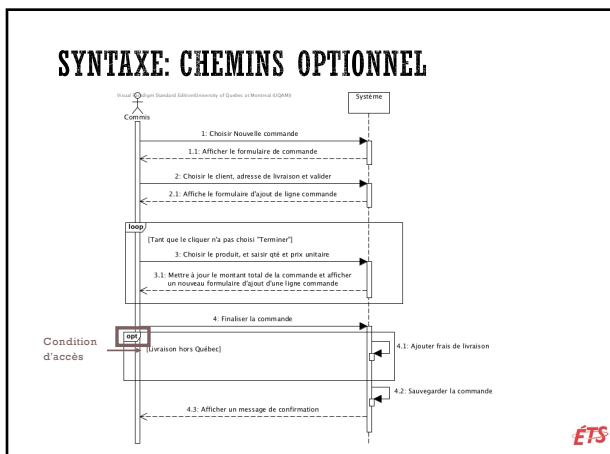 SYNTAXE: CHEMINS OPTIONNEL
Visual Paradigm Standard Edition(University of Quebec at Montreal (UQAM))
Système
Commis
1: Choisir Nouvelle commande
1.1: Afficher le formulaire de commande
2: Choisir le client, adresse de livraison et valider
2.1: Affiche le formulaire d'ajout de ligne commande
loop
[Tant que le cliquer n'a pas choisi "Terminer"]
3: Choisir le produit, et saisir qté et prix unitaire
3.1: Mettre à jour le montant total de la commande et afficher
un nouveau formulaire d'ajout d'une ligne commande
4: Finaliser la commande
opt
Condition
d'accès
[Livraison hors Québec]
4.1: Ajouter frais de livraison
4.2: Sauvegarder la commande
4.3: Afficher un message de confirmation
ÉTS